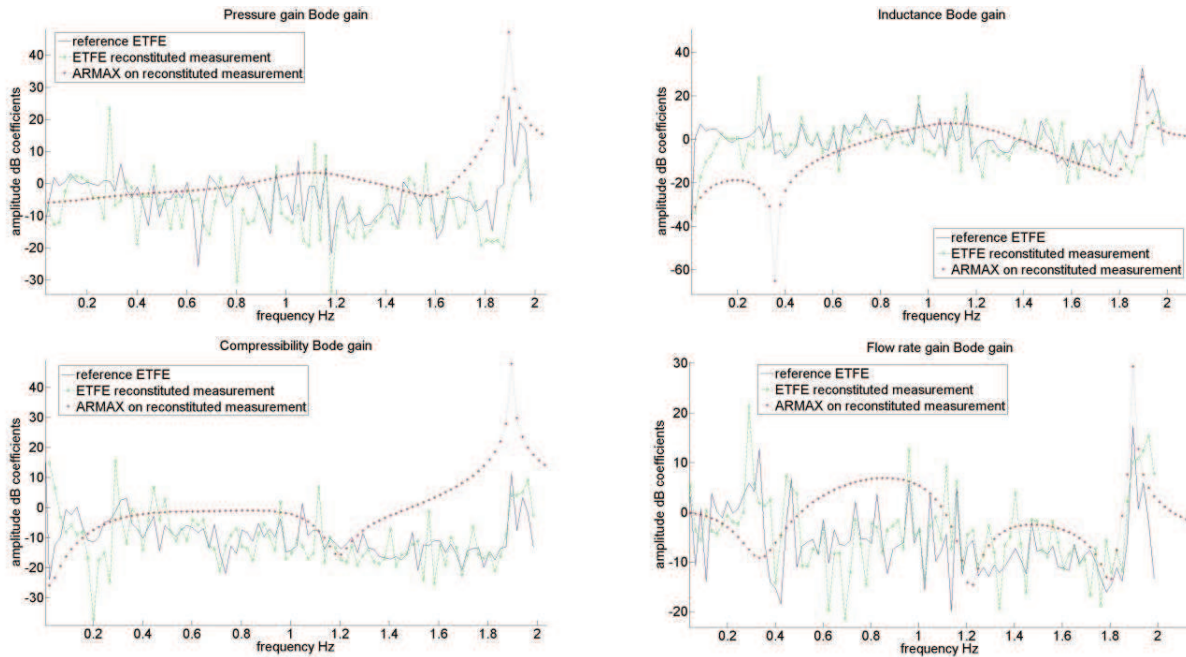 Pressure gain Bode gain
reference ETFE
ETFE reconstituted measurement
ARMAX on reconstituted measurement
40
30
20
10
0
-10
-20
-30
amplitude dB coefficients
0.2 0.4 0.6 0.8 1 1.2 1.4 1.6 1.8 2
frequency Hz
Inductance Bode gain
40
20
0
-20
-40
-60
amplitude dB coefficients
reference ETFE
ETFE reconstituted measurement
ARMAX on reconstituted measurement
0.2 0.4 0.6 0.8 1 1.2 1.4 1.6 1.8 2
frequency Hz
Compressibility Bode gain
reference ETFE
ETFE reconstituted measurement
ARMAX on reconstituted measurement
40
30
20
10
0
-10
-20
-30
amplitude dB coefficients
0.2 0.4 0.6 0.8 1 1.2 1.4 1.6 1.8 2
frequency Hz
Flow rate gain Bode gain
reference ETFE
ETFE reconstituted measurement
ARMAX on reconstituted measurement
30
20
10
0
-10
-20
amplitude dB coefficients
0.2 0.4 0.6 0.8 1 1.2 1.4 1.6 1.8 2
frequency Hz